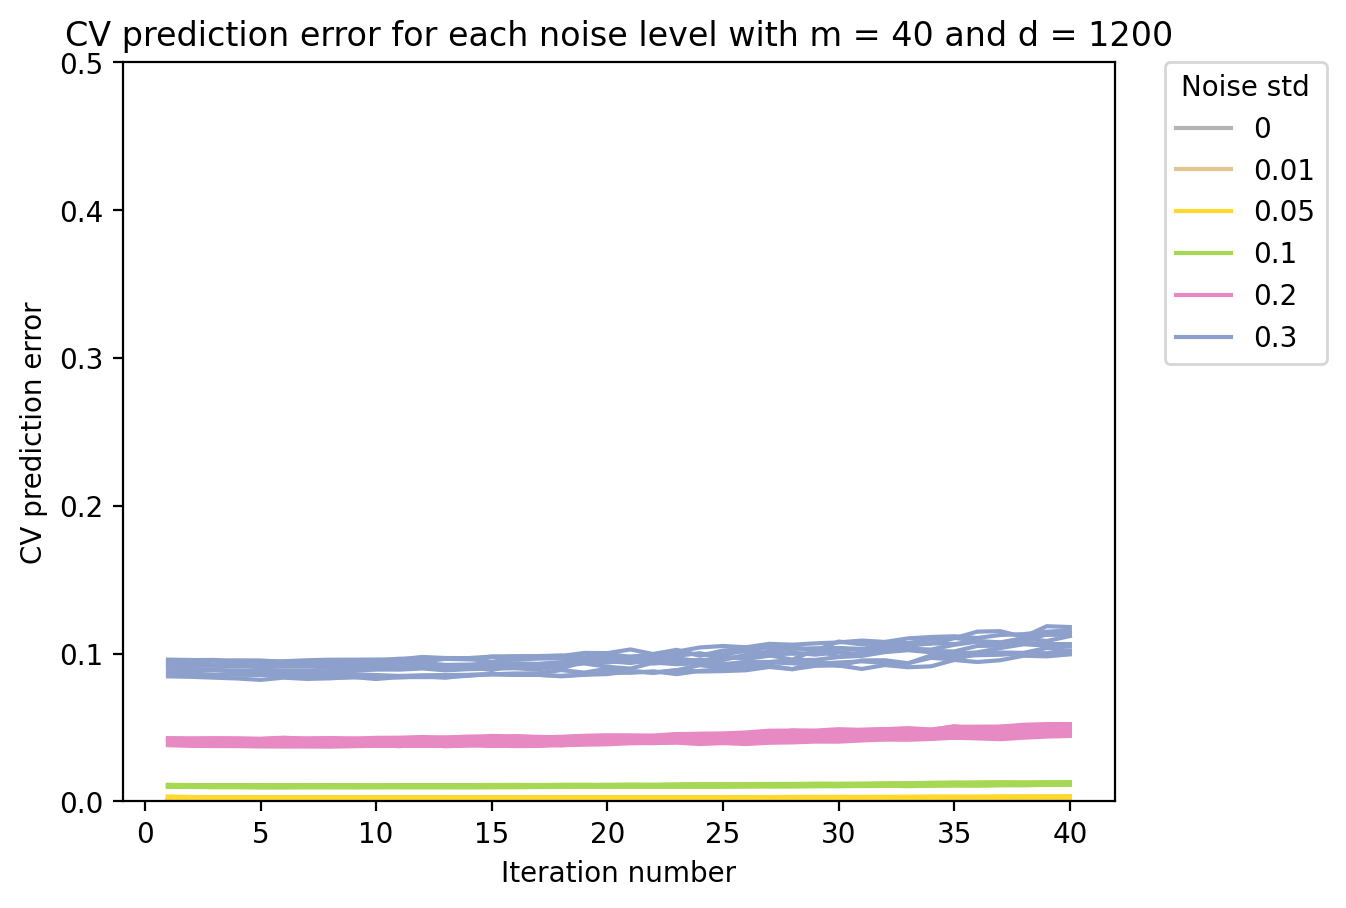 CV prediction error for each noise level with m = 40 and d = 1200
0.5
0.4
0.3
0.2
0.1
0.0
CV prediction error
0 5 10 15 20 25 30 35 40
Iteration number
Noise std
0
0.01
0.05
0.1
0.2
0.3